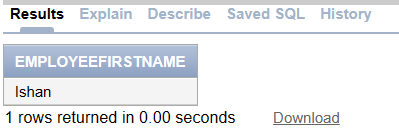 Results Explain Describe Saved SQL History
EMPLOYEEFIRSTNAME
Ishan
1 rows returned in 0.00 seconds Download